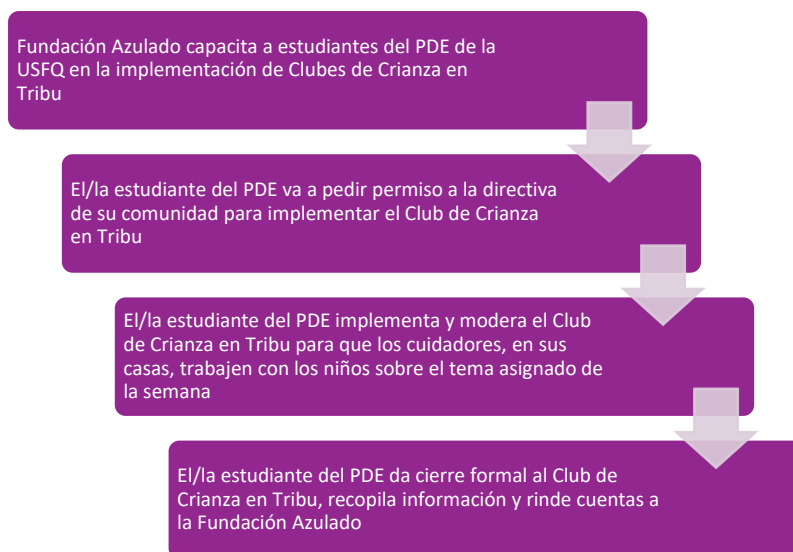 Fundación Azulado capacita a estudiantes del PDE de la
USFQ en la implementación de Clubes de Crianza en
Tribu
El/la estudiante del PDE va a pedir permiso a la directiva
de su comunidad para implementar el Club de Crianza
en Tribu
El/la estudiante del PDE implementa y modera el Club
de Crianza en Tribu para que los cuidadores, en sus
casas, trabajen con los niños sobre el tema asignado de
la semana
El/la estudiante del PDE da cierre formal al Club de
Crianza en Tribu, recopila información y rinde cuentas a
la Fundación Azulado